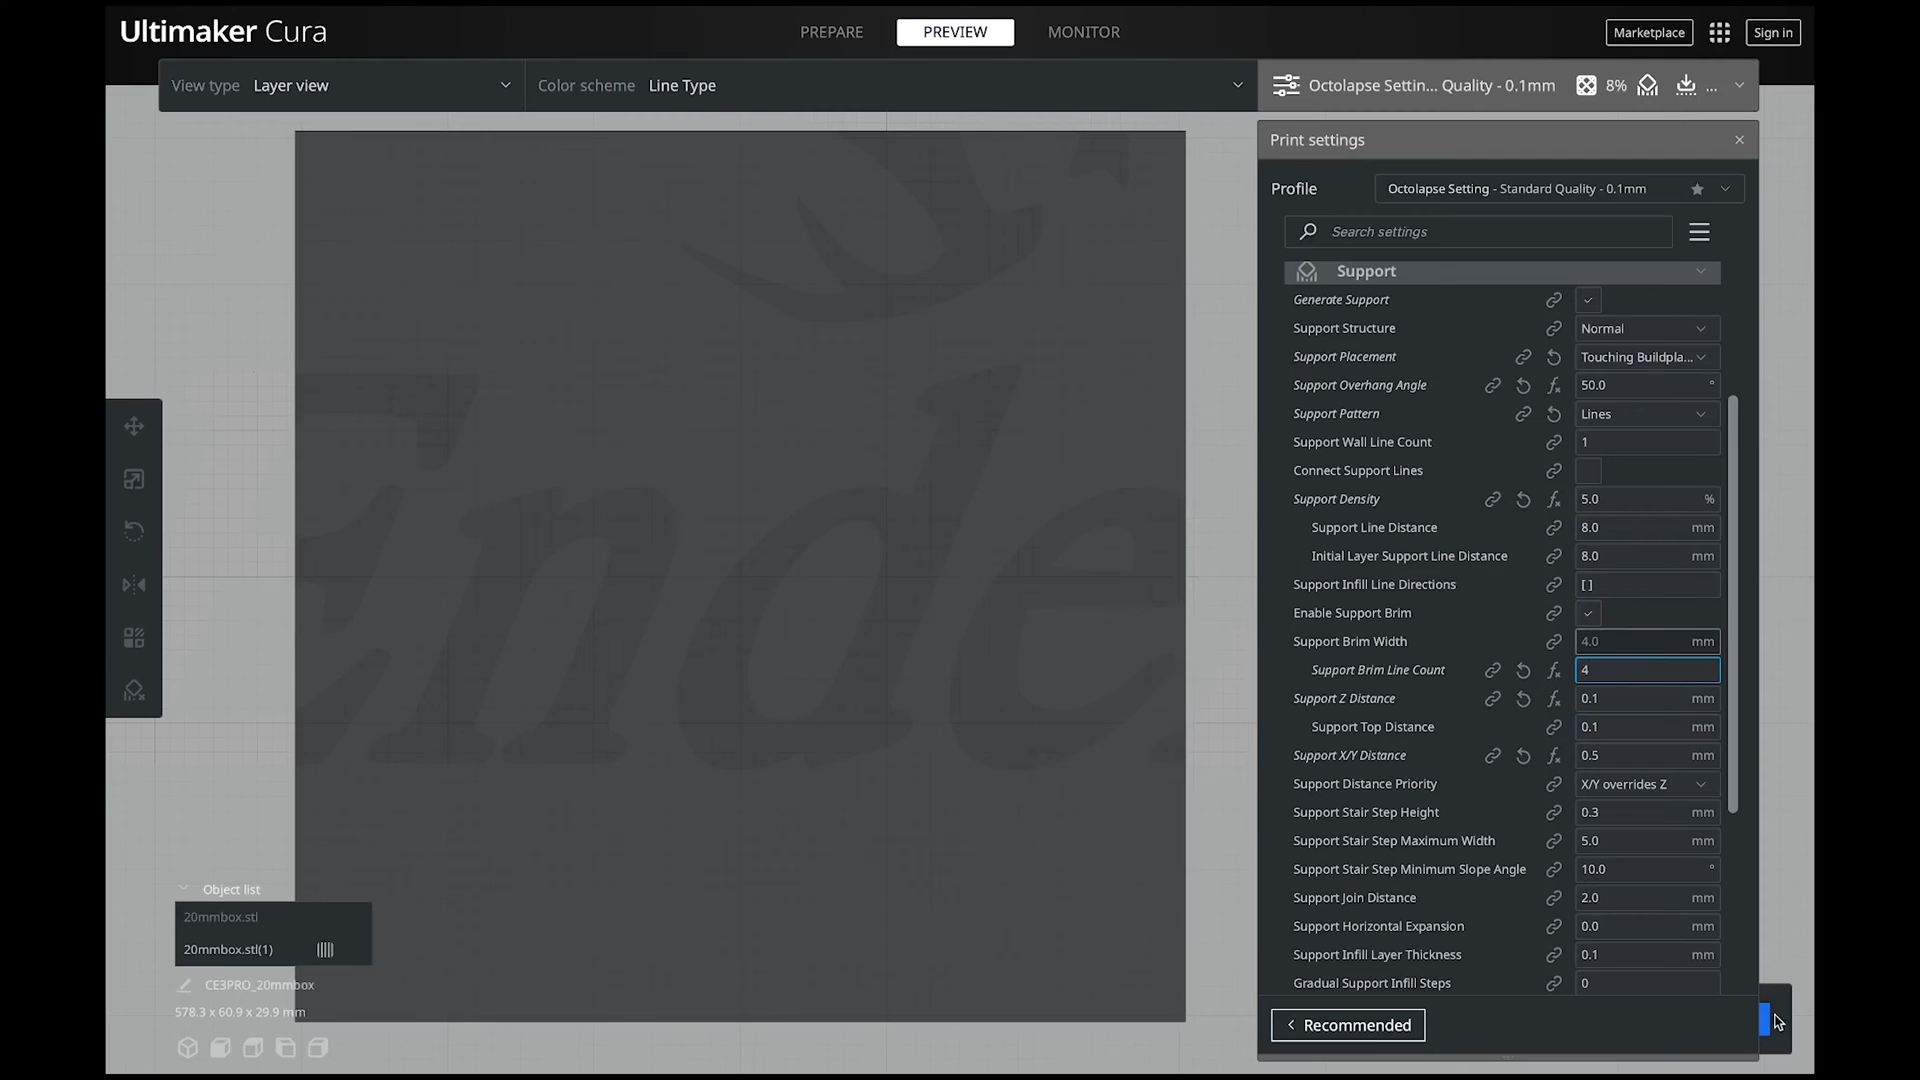 Ultimaker Cura
PREPARE
PREVIEW
MONITOR
Marketplace
Sign in
View type Layer view
Color scheme Line Type
Octolapse Settin... Quality - 0.1mm
8%
...
Print settings
Profile
Octolapse Setting - Standard Quality - 0.1mm
Search settings
Support
Generate Support
Support Structure Normal
Support Placement Touching Buildpla...
Support Overhang Angle 50.0 °
Support Pattern Lines
Support Wall Line Count 1
Connect Support Lines
Support Density 5.0 %
Support Line Distance 8.0 mm
Initial Layer Support Line Distance 8.0 mm
Support Infill Line Directions [ ]
Enable Support Brim
Support Brim Width 4.0 mm
Support Brim Line Count 4
Support Z Distance 0.1 mm
Support Top Distance 0.1 mm
Support X/Y Distance 0.5 mm
Support Distance Priority X/Y overrides Z
Support Stair Step Height 0.3 mm
Support Stair Step Maximum Width 5.0 mm
Support Stair Step Minimum Slope Angle 10.0 °
Support Join Distance 2.0 mm
Support Horizontal Expansion 0.0 mm
Support Infill Layer Thickness 0.1 mm
Gradual Support Infill Steps 0
Recommended
Ende
Object list
20mmbox.stl
20mmbox.stl(1)
CE3PRO_20mmbox
578.3 x 60.9 x 29.9 mm